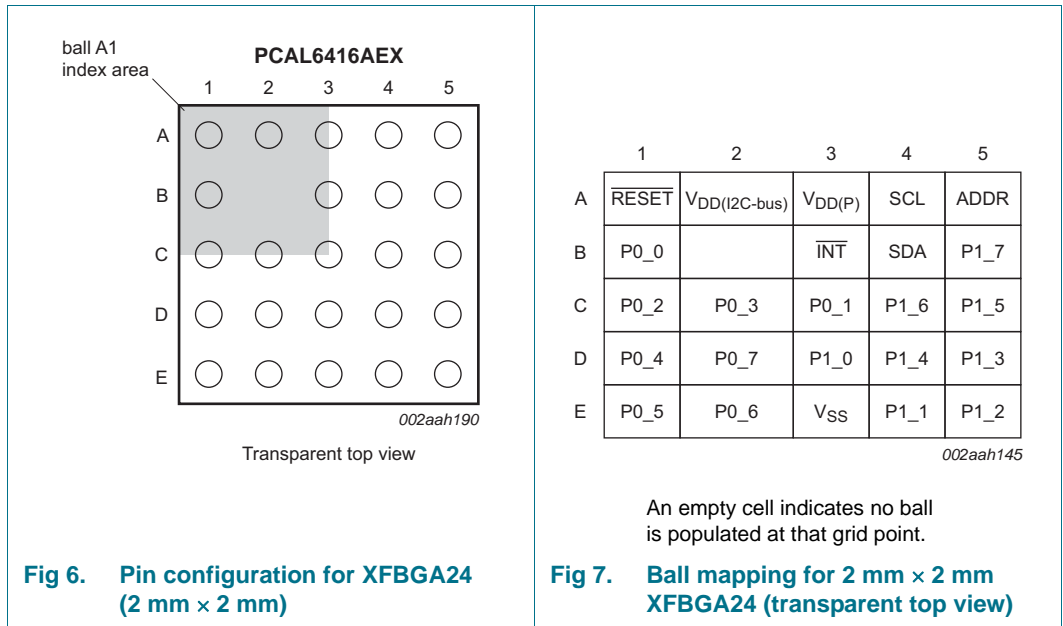 ball A1
index area
PCAL6416AEX
1 2 3 4 5
A
B
C
D
E
002aah190
Transparent top view
Fig 6. Pin configuration for XFBGA24
(2 mm × 2 mm)
1 2 3 4 5
A R̅E̅S̅E̅T̅ VDD(I2C-bus) VDD(P) SCL ADDR
B P0_0 I̅N̅T̅ SDA P1_7
C P0_2 P0_3 P0_1 P1_6 P1_5
D P0_4 P0_7 P1_0 P1_4 P1_3
E P0_5 P0_6 VSS P1_1 P1_2
002aah145
An empty cell indicates no ball
is populated at that grid point.
Fig 7. Ball mapping for 2 mm × 2 mm
XFBGA24 (transparent top view)